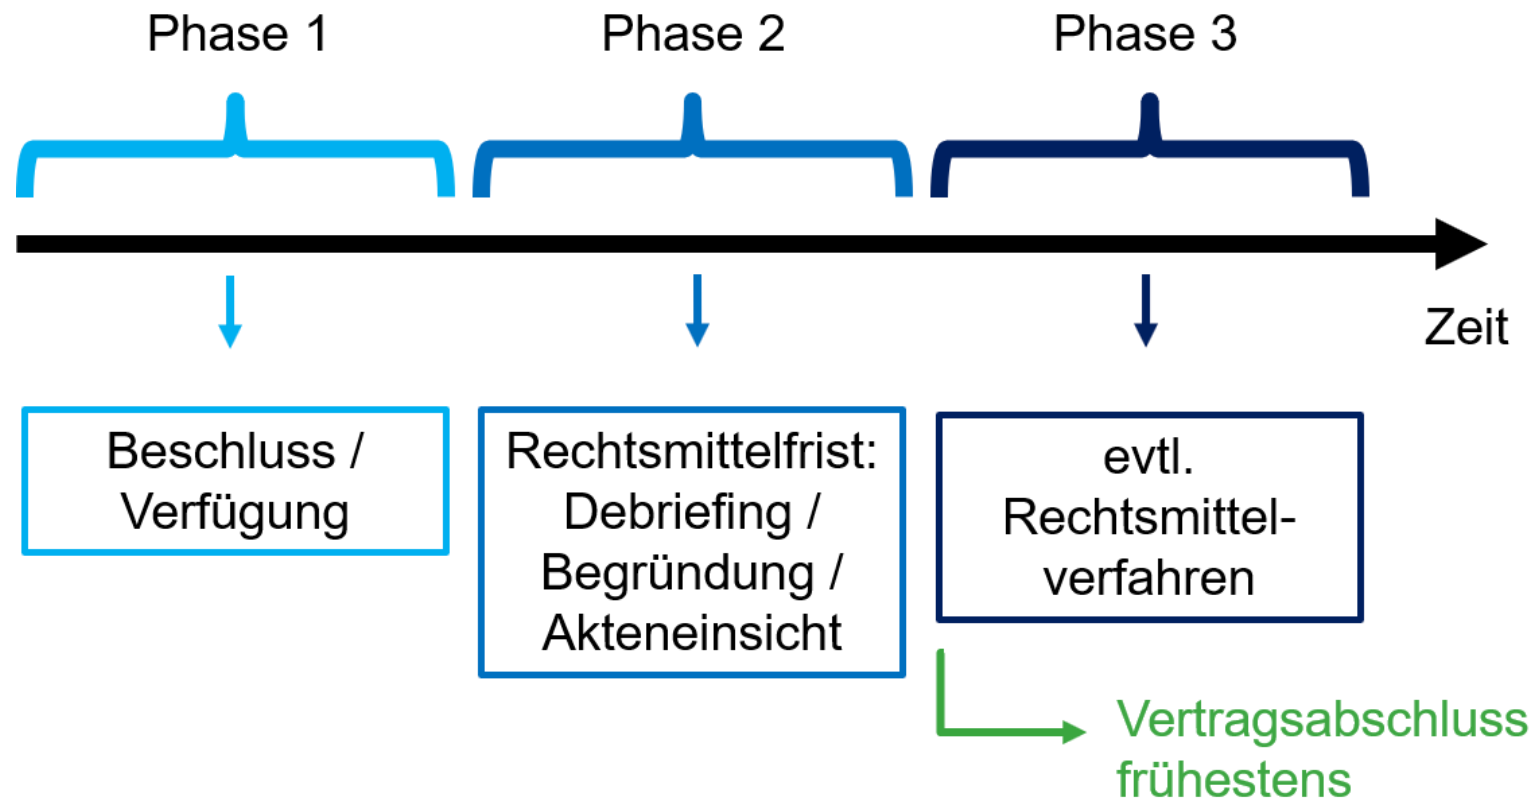 Phase 1
Phase 2
Phase 3
Zeit
Beschluss /
Verfügung
Rechtsmittelfrist:
Debriefing /
Begründung /
Akteneinsicht
evtl.
Rechtsmittel-
verfahren
Vertragsabschluss
frühestens